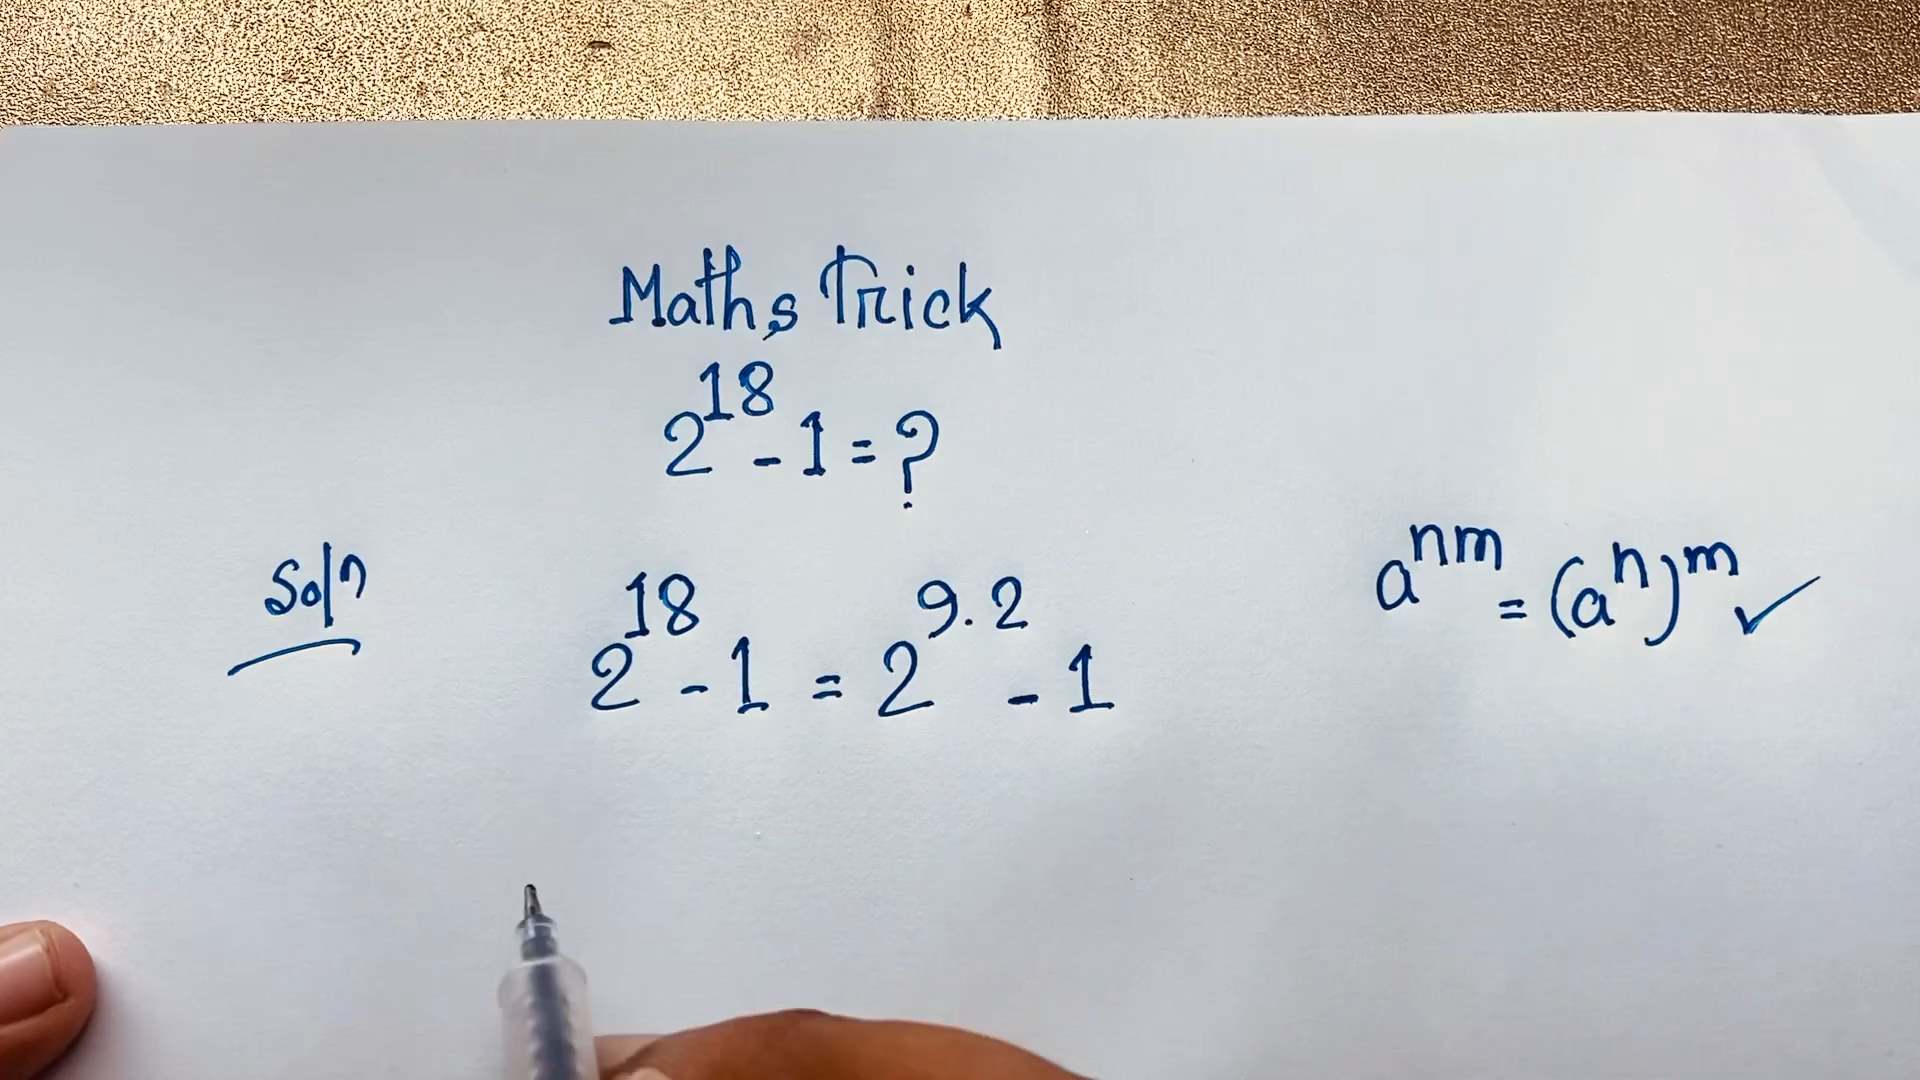 Maths Trick
2^18 - 1 = ?
Soln
2^18 - 1 = 2^9.2 - 1
a^nm = (a^n)^m ✓